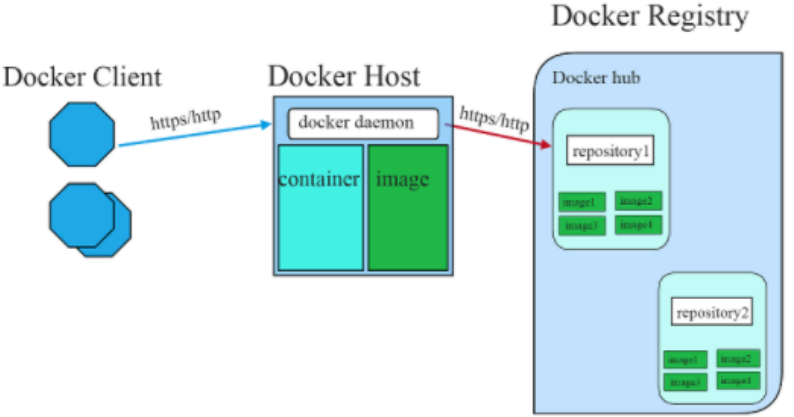 Docker Registry
Docker Client
Docker Host
Docker hub
https/http
docker daemon
https/http
container
image
repository1
image1
image2
image3
image4
repository2
image1
image2
image3